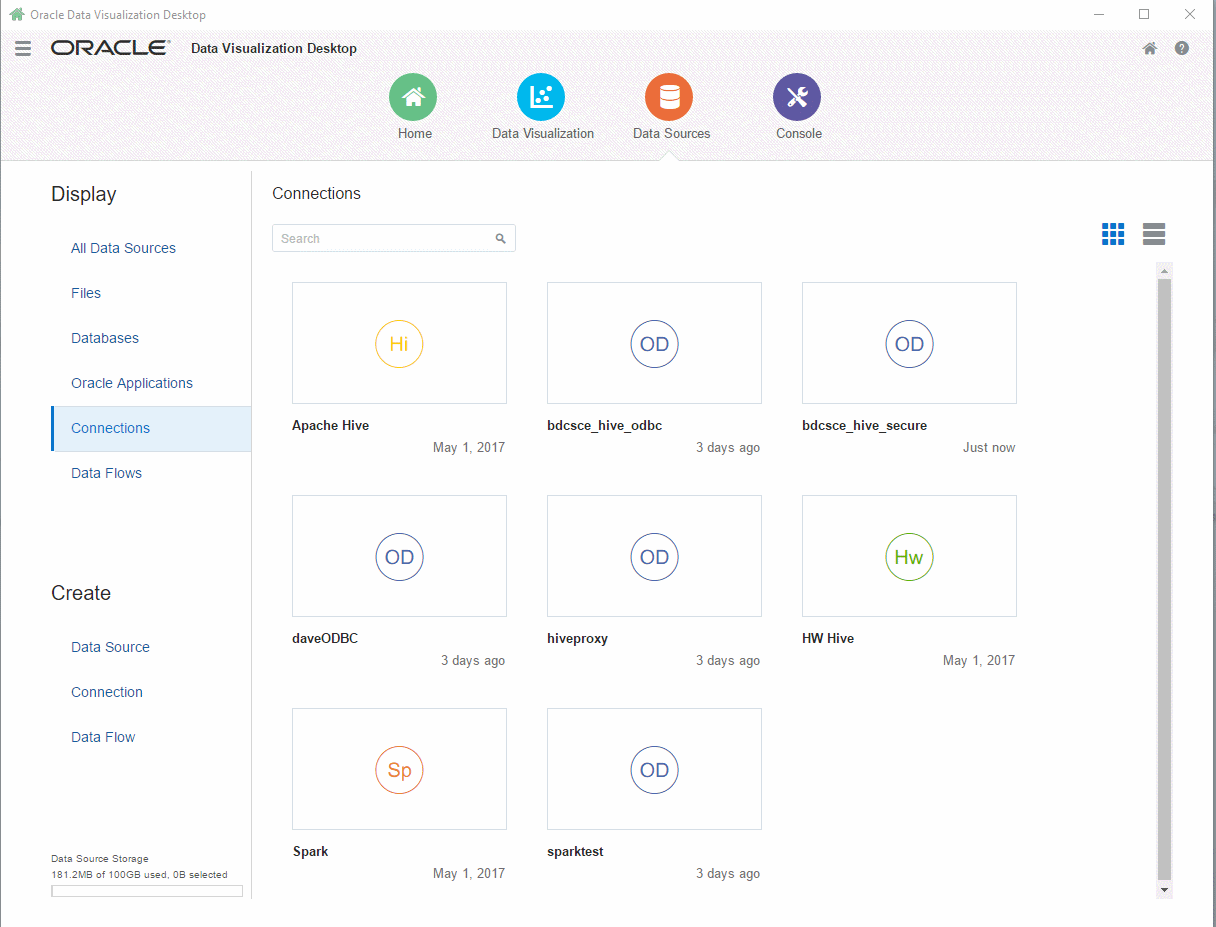 Oracle Data Visualization Desktop
ORACLE Data Visualization Desktop
Home
Data Visualization
Data Sources
Console
Display
All Data Sources
Files
Databases
Oracle Applications
Connections
Data Flows
Create
Data Source
Connection
Data Flow
Data Source Storage
181.2MB of 100GB used, 0B selected
Connections
Search
Hi
Apache Hive
May 1, 2017
OD
bdcsce_hive_odbc
3 days ago
OD
bdcsce_hive_secure
Just now
OD
daveODBC
3 days ago
OD
hiveproxy
3 days ago
Hw
HW Hive
May 1, 2017
Sp
Spark
May 1, 2017
OD
sparktest
3 days ago